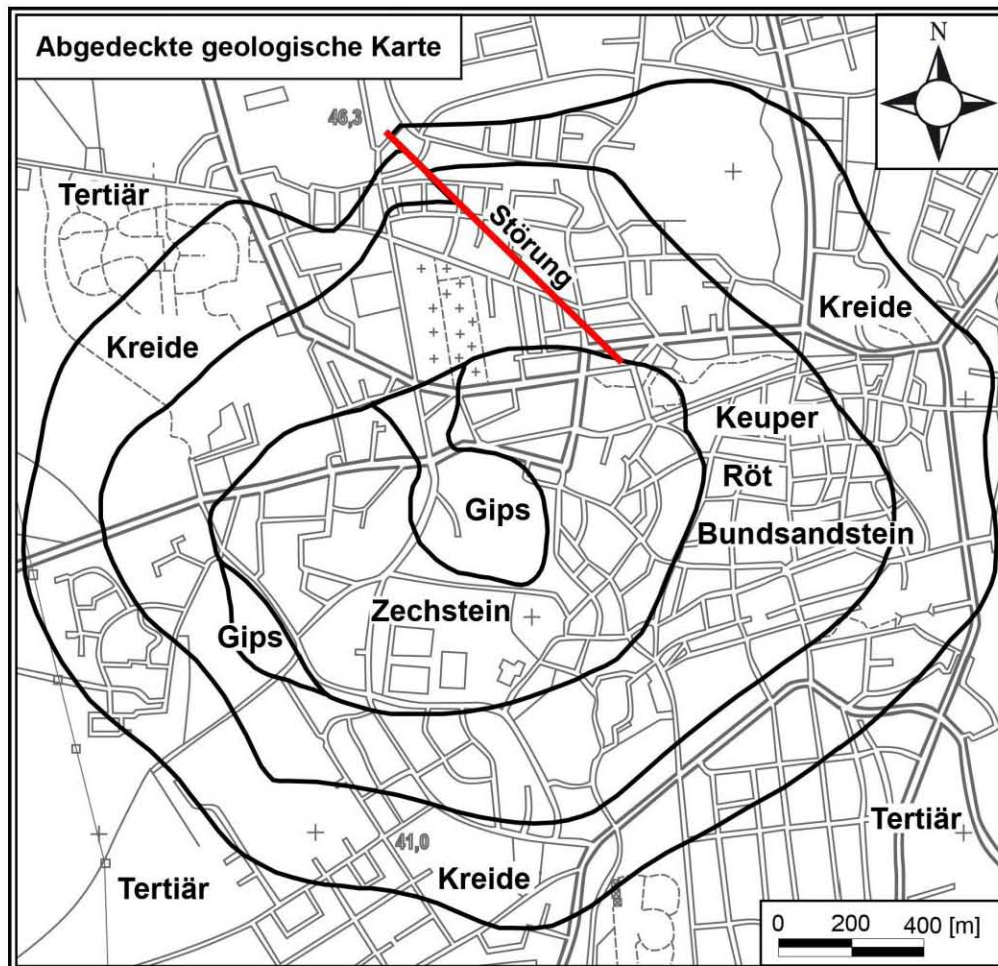 Abgedeckte geologische Karte
N
46,3
Tertiär
Störung
Kreide
Kreide
Keuper
Röt
Gips
Bundsandstein
Zechstein
Gips
Tertiär
41,0
Tertiär
Kreide
0 200 400 [m]